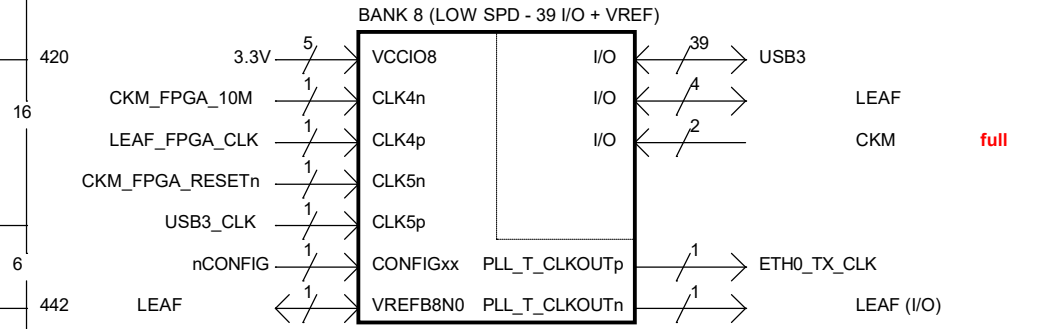 BANK 8 (LOW SPD - 39 I/O + VREF)
420 3.3V 5 VCCIO8 I/O 39 USB3
CKM_FPGA_10M 1 CLK4n I/O 4 LEAF
16
LEAF_FPGA_CLK 1 CLK4p I/O 2 CKM full
CKM_FPGA_RESETn 1 CLK5n
USB3_CLK 1 CLK5p
6 nCONFIG 1 CONFIGxx PLL_T_CLKOUTp 1 ETH0_TX_CLK
442 LEAF 1 VREFB8N0 PLL_T_CLKOUTn 1 LEAF (I/O)